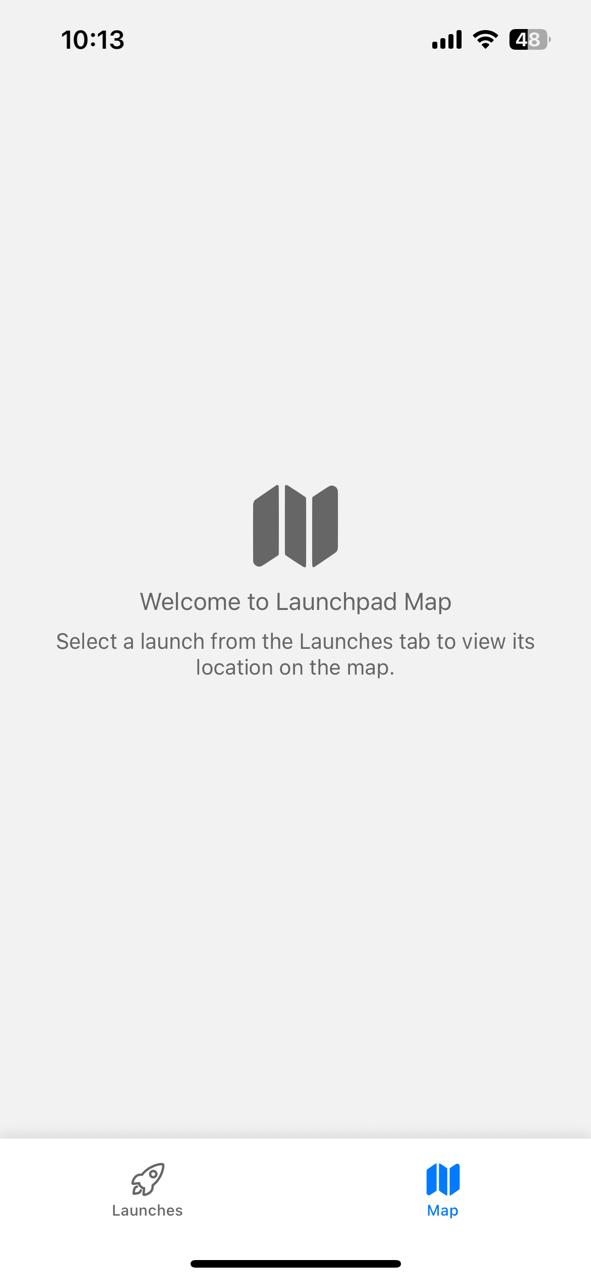 10:13
48
Welcome to Launchpad Map
Select a launch from the Launches tab to view its
location on the map.
Launches
Map